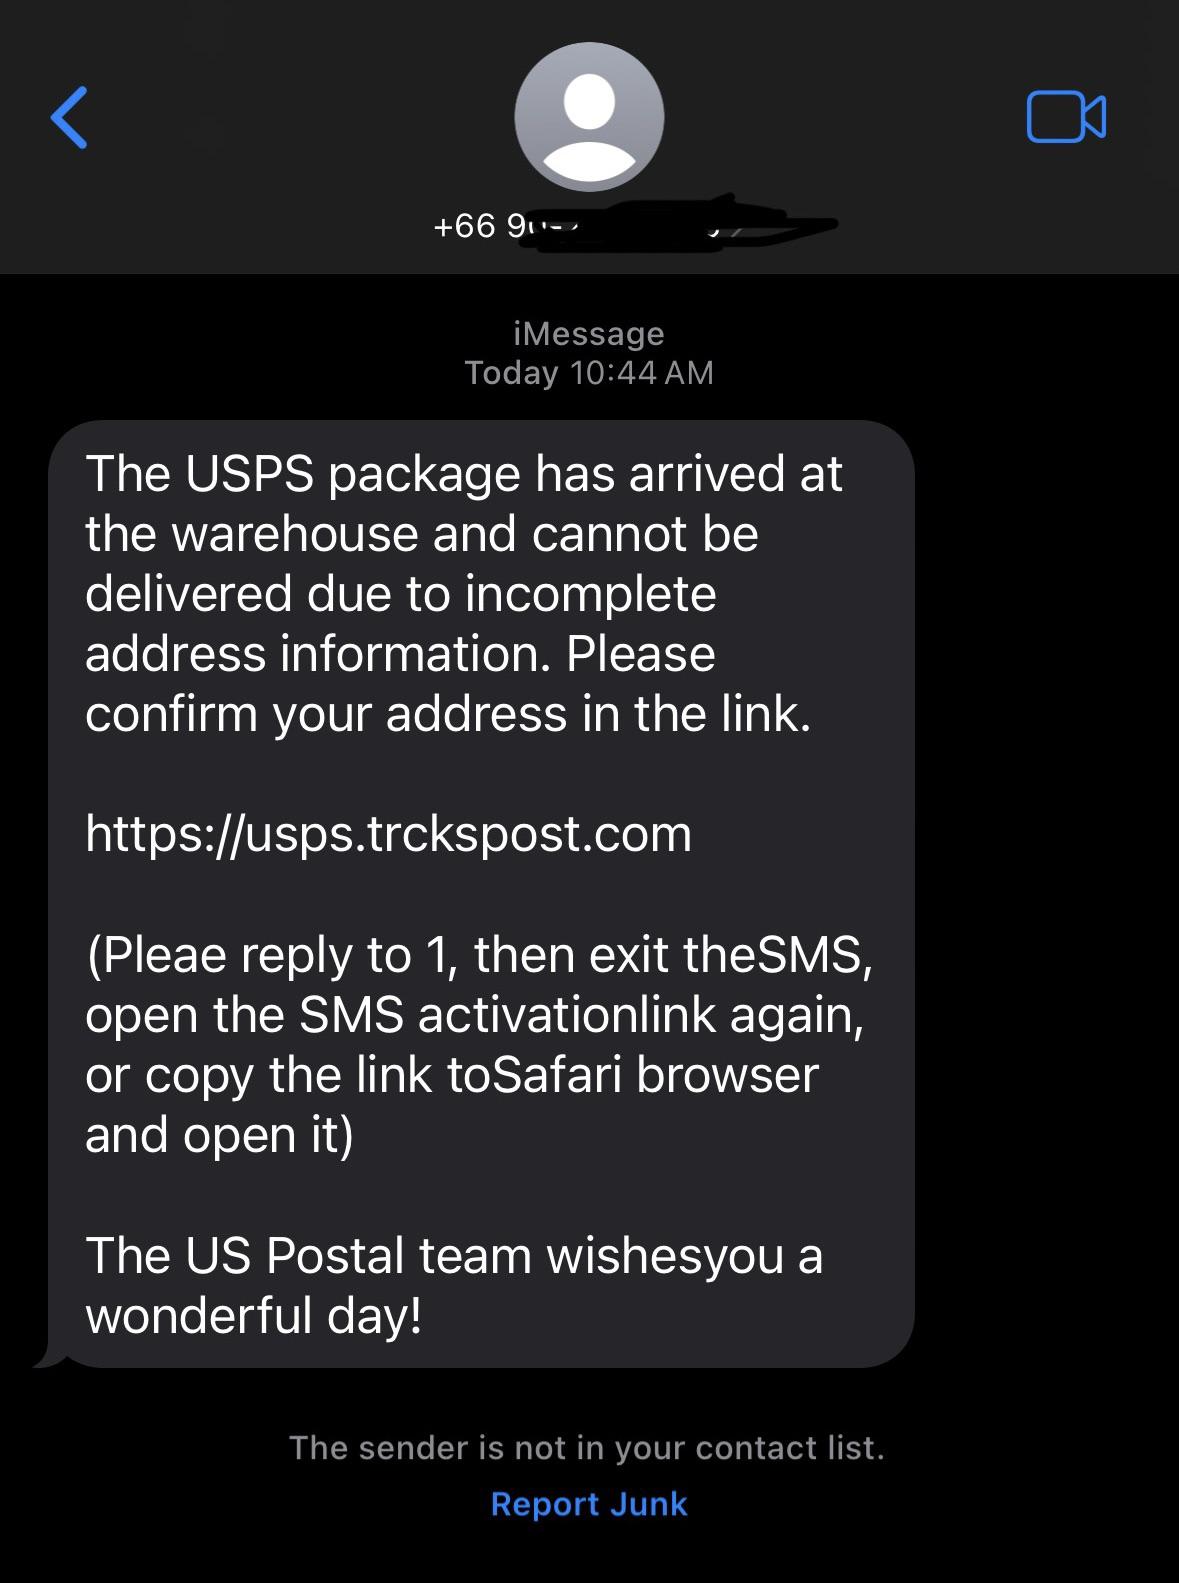 +66
iMessage
Today 10:44 AM
The USPS package has arrived at
the warehouse and cannot be
delivered due to incomplete
address information. Please
confirm your address in the link.
https://usps.trckspost.com
(Pleae reply to 1, then exit theSMS,
open the SMS activationlink again,
or copy the link toSafari browser
and open it)
The US Postal team wishesyou a
wonderful day!
The sender is not in your contact list.
Report Junk